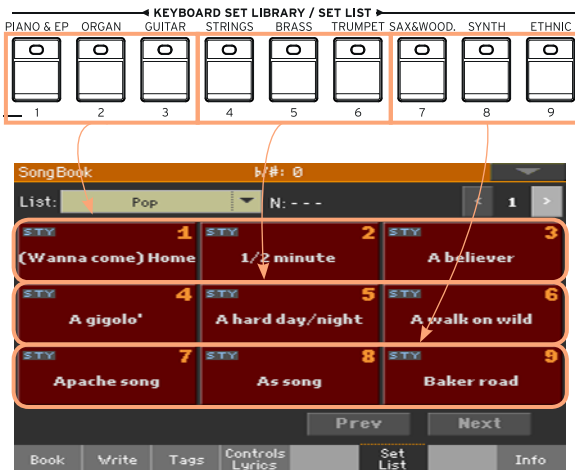 KEYBOARD SET LIBRARY / SET LIST
PIANO & EP ORGAN GUITAR STRINGS BRASS TRUMPET SAX&WOOD. SYNTH ETHNIC
1 2 3 4 5 6 7 8 9
SongBook b/#: 0
List: Pop N:--- < 1 >
STY 1 STY 2 STY 3
(Wanna come) Home 1/2 minute A believer
STY 4 STY 5 STY 6
A gigolo' A hard day/night A walk on wild
STY 7 STY 8 STY 9
Apache song As song Baker road
Prev Next
Book Write Tags Controls Lyrics Set List Info